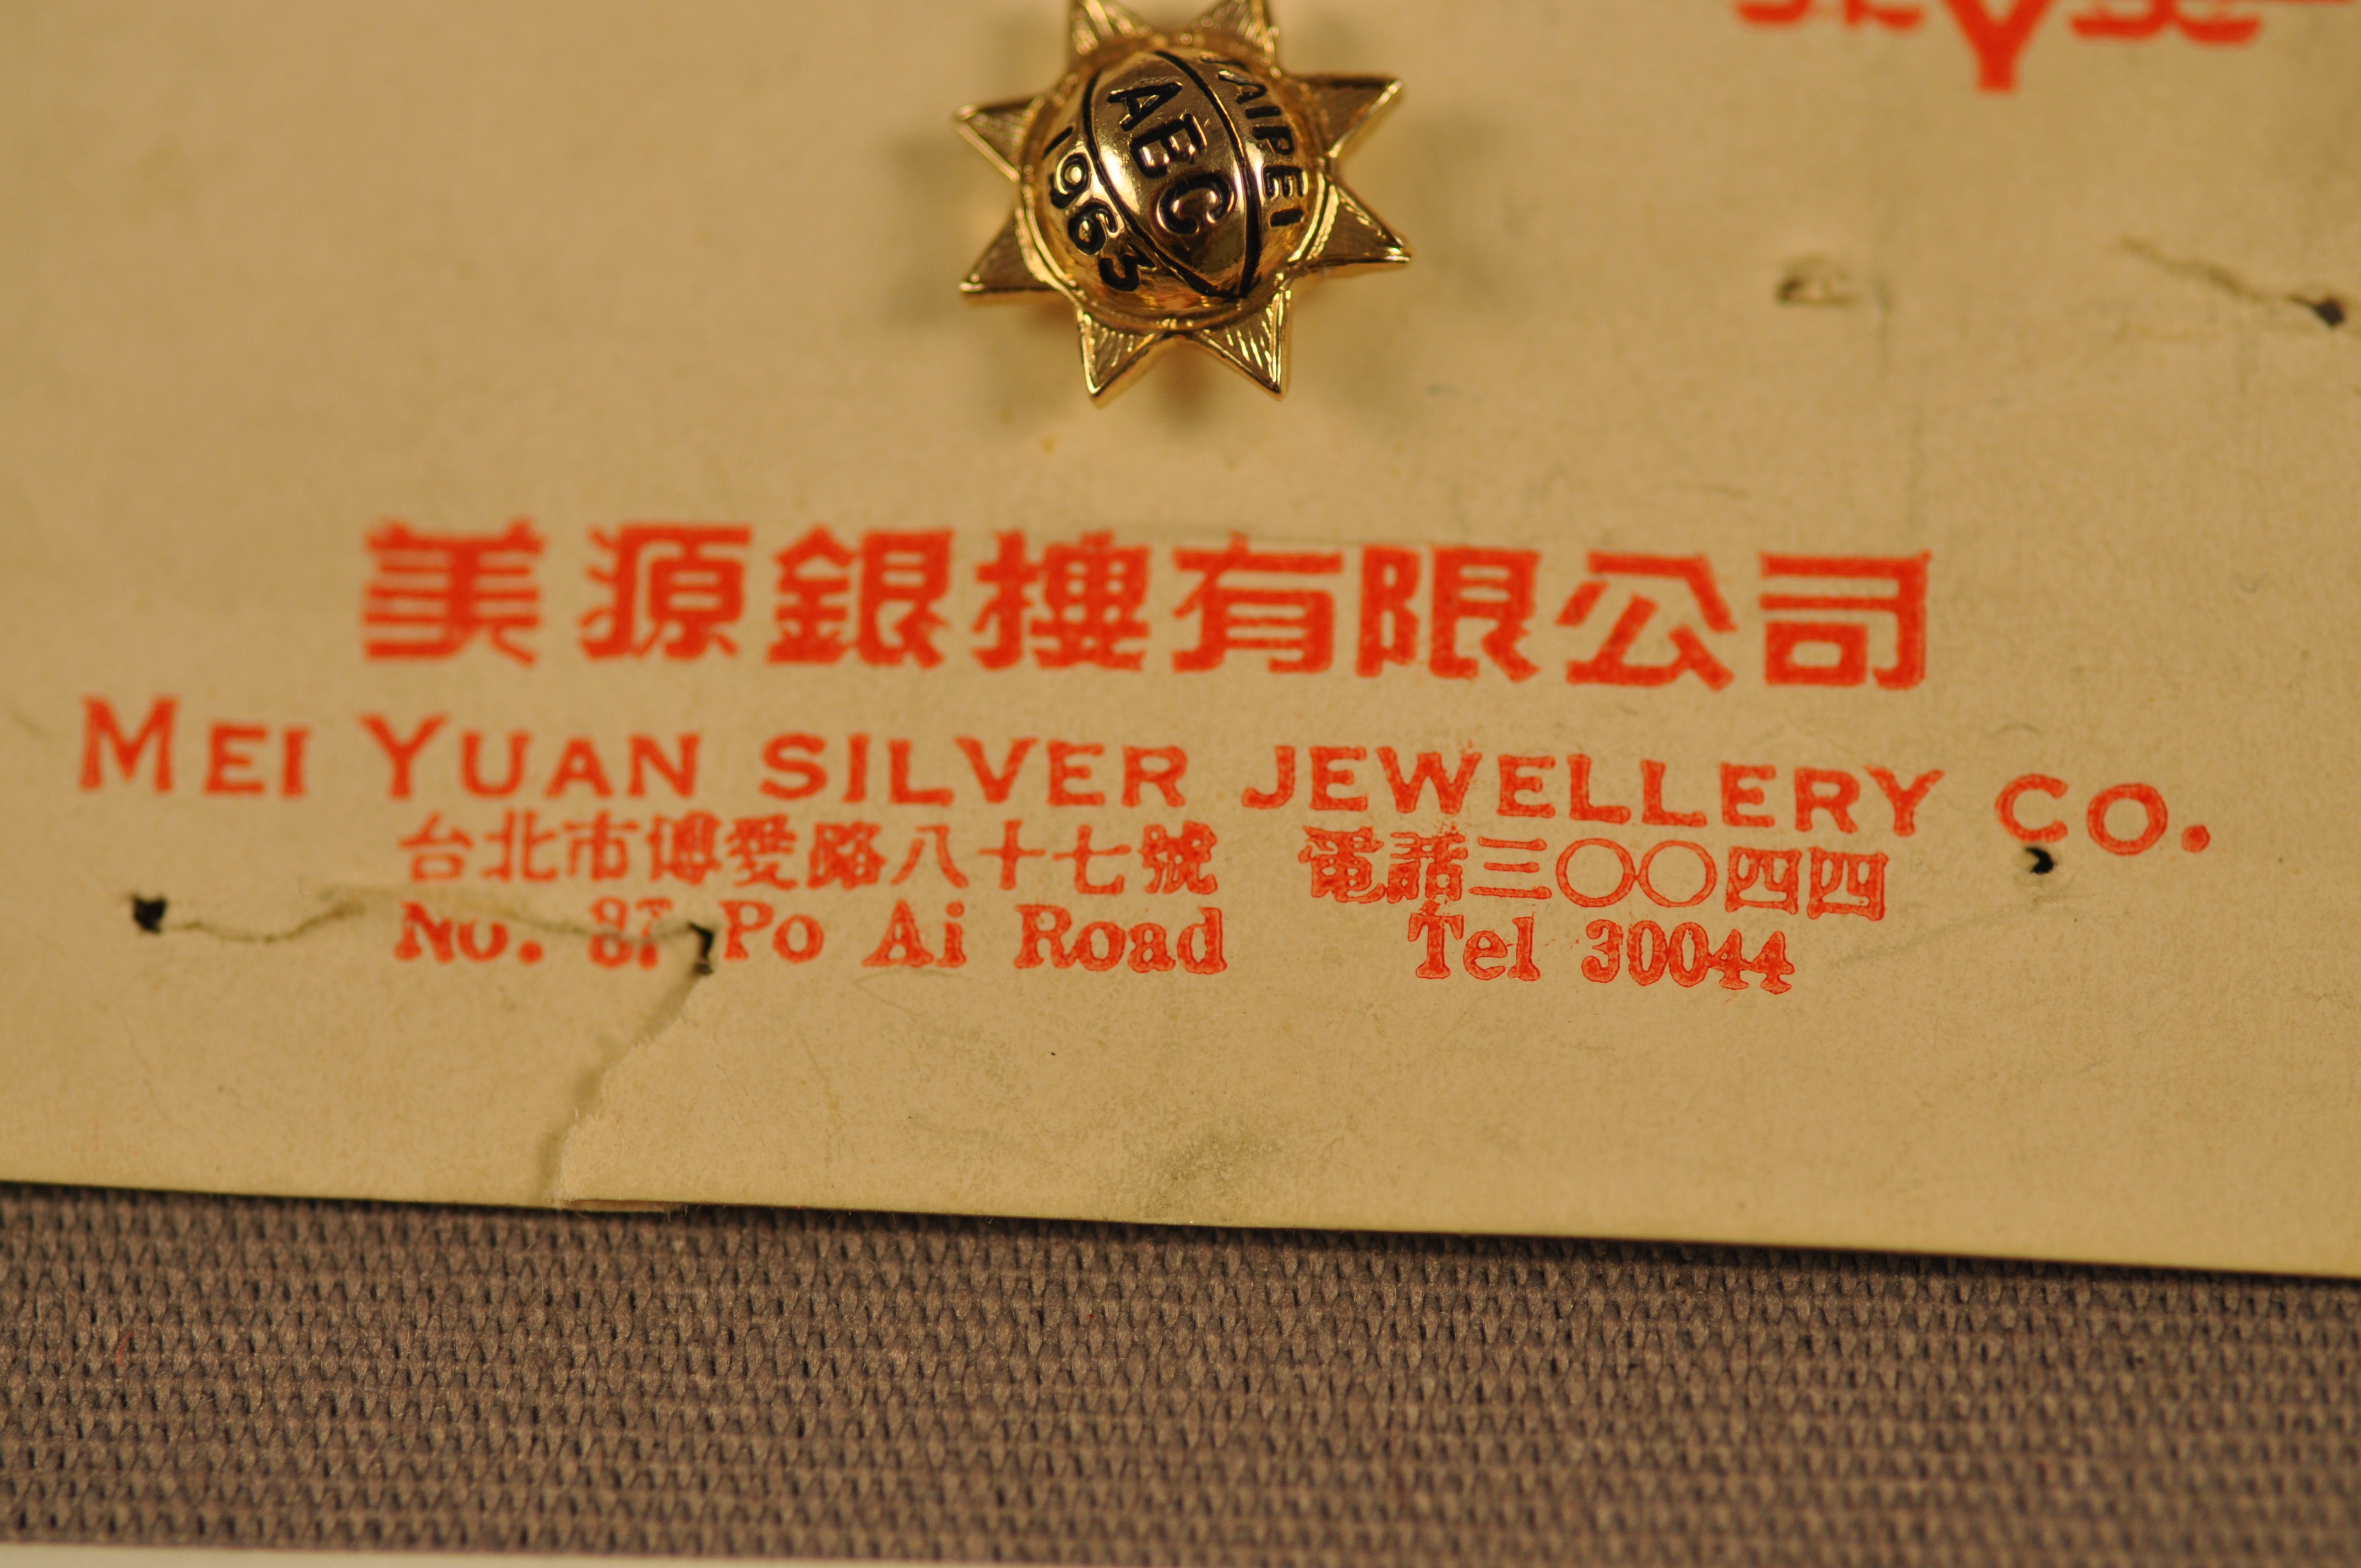 TAIPEI
ABC
1963
美源銀摟有限公司
MEI YUAN SILVER JEWELLERY CO.
台北市博愛路八十七號 電話三〇〇四四
No. 87 Po Ai Road Tel 30044